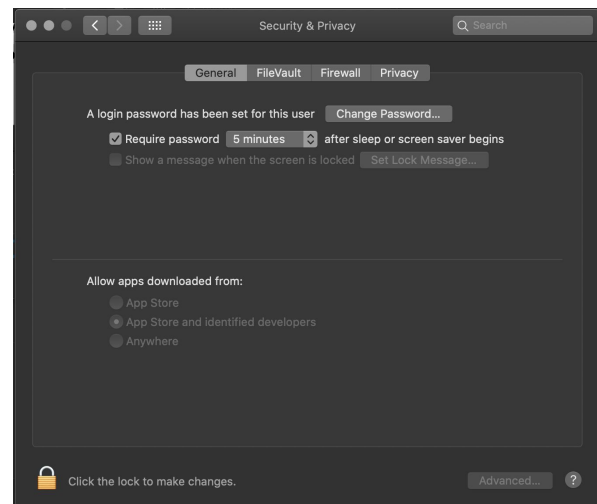 Security & Privacy
Search
General FileVault Firewall Privacy
A login password has been set for this user Change Password...
Require password 5 minutes after sleep or screen saver begins
Show a message when the screen is locked Set Lock Message...
Allow apps downloaded from:
App Store
App Store and identified developers
Anywhere
Click the lock to make changes.
Advanced... ?